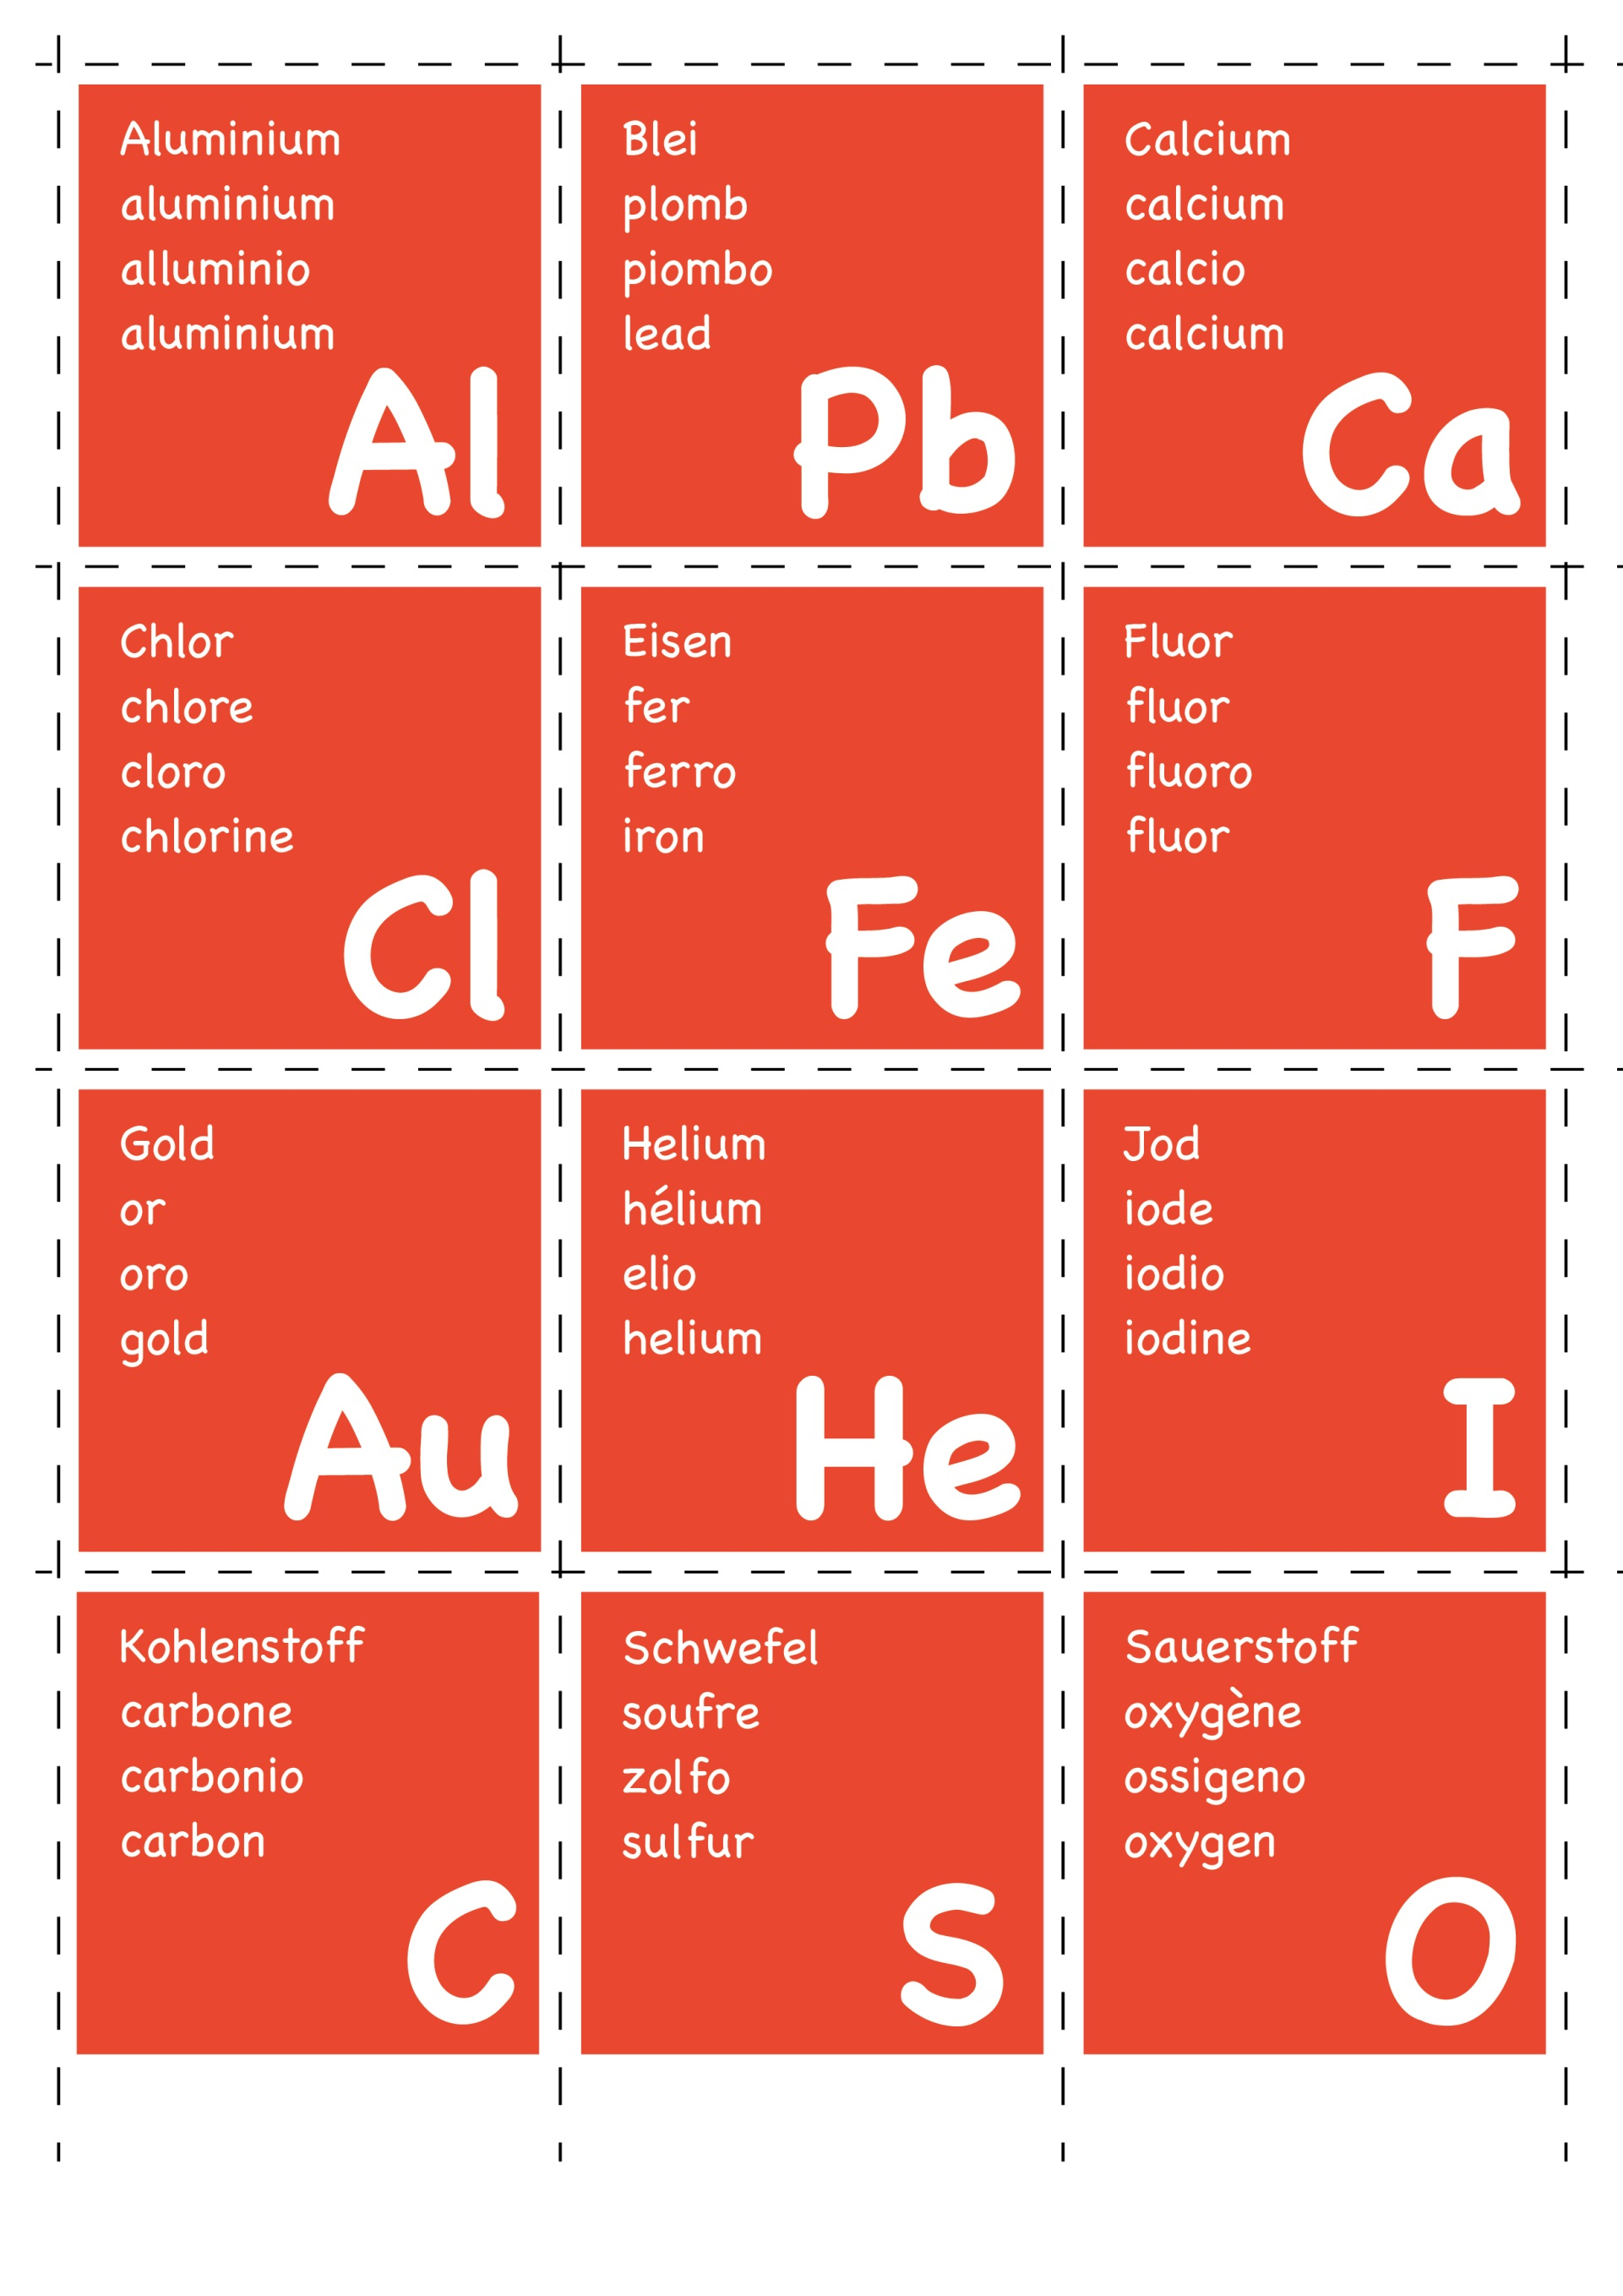 Aluminium
aluminium
alluminio
aluminium
Al
Blei
plomb
piombo
lead
Pb
Calcium
calcium
calcio
calcium
Ca
Chlor
chlore
cloro
chlorine
Cl
Eisen
fer
ferro
iron
Fe
Fluor
fluor
fluoro
fluor
F
Gold
or
oro
gold
Au
Helium
hélium
elio
helium
He
Jod
iode
iodio
iodine
I
Kohlenstoff
carbone
carbonio
carbon
C
Schwefel
soufre
zolfo
sulfur
S
Sauerstoff
oxygène
ossigeno
oxygen
O